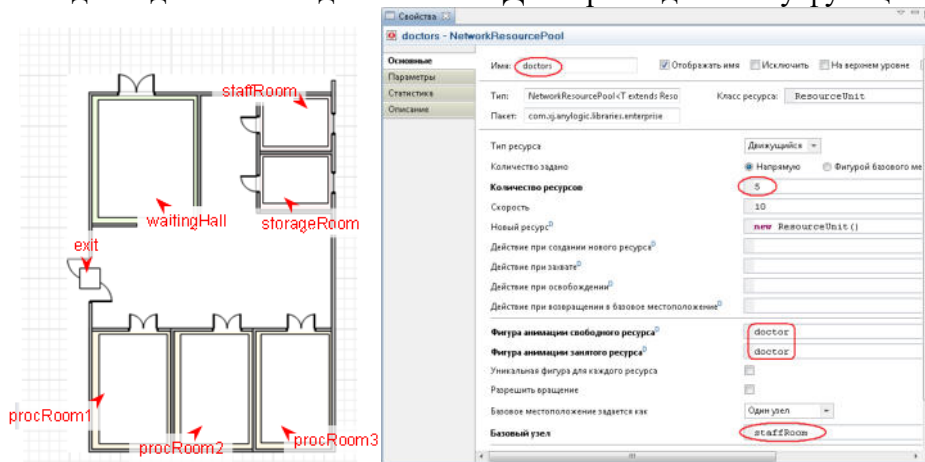 staffRoom
waitingHall
storageRoom
exit
procRoom1
procRoom2
procRoom3
Свойства
doctors - NetworkResourcePool
Основные
Параметры
Статистика
Описание
Имя: doctors Отображать имя Исключить На верхнем уровне
Тип: NetworkResourcePool<T extends Reso Класс ресурса: ResourceUnit
Пакет: com.xj.anylogic.libraries.enterprise
Тип ресурса Движущийся
Количество задано Напрямую Фигурой базового ме
Количество ресурсов 5
Скорость 10
Новый ресурс new ResourceUnit()
Действие при создании нового ресурса
Действие при захвате
Действие при освобождении
Действие при возвращении в базовое местоположение
Фигура анимации свободного ресурса doctor
Фигура анимации занятого ресурса doctor
Уникальная фигура для каждого ресурса
Разрешить вращение
Базовое местоположение задается как Один узел
Базовый узел staffRoom